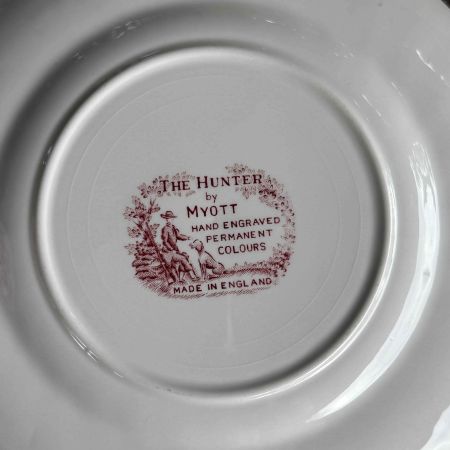 THE HUNTER
by
MYOTT
HAND ENGRAVED
PERMANENT
COLOURS
MADE IN ENGLAND